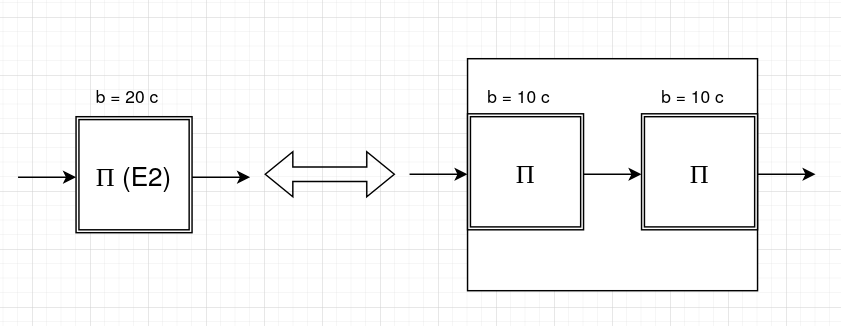 b = 20 с
П (E2)
b = 10 с
b = 10 с
П
П